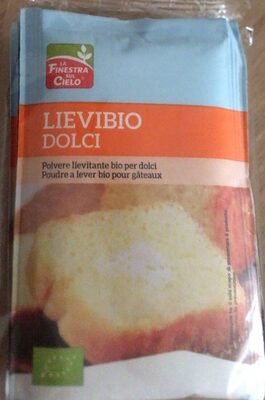 LA
FINESTRA
SUL
CIELO
LIEVIBIO
DOLCI
Polvere lievitante bio per dolci
Poudre a lever bio pour gâteaux